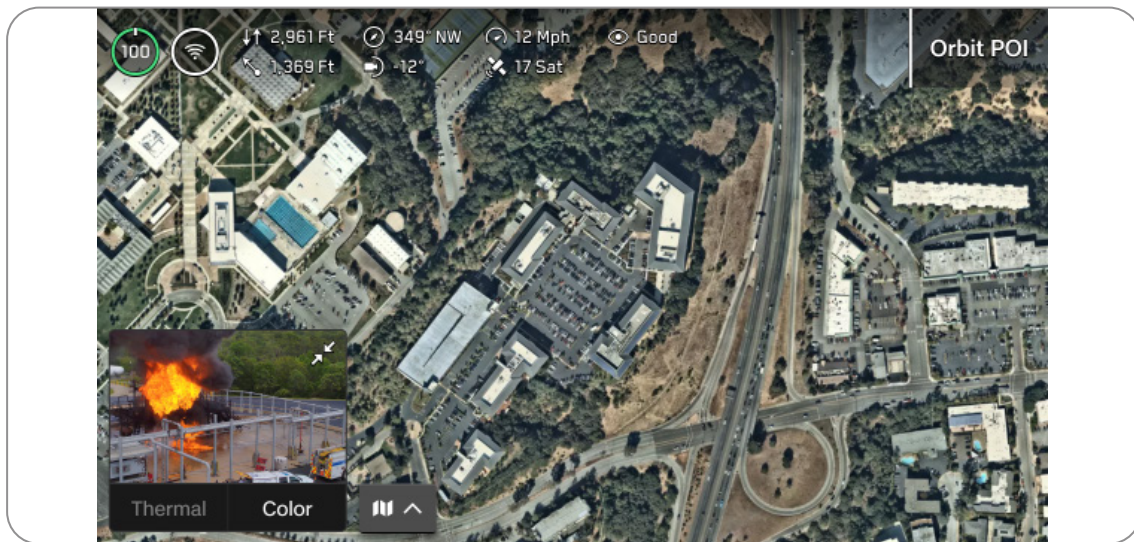 100
2,961 Ft 349° NW 12 Mph Good
1,369 Ft -12° 17 Sat
Orbit POI
Thermal Color